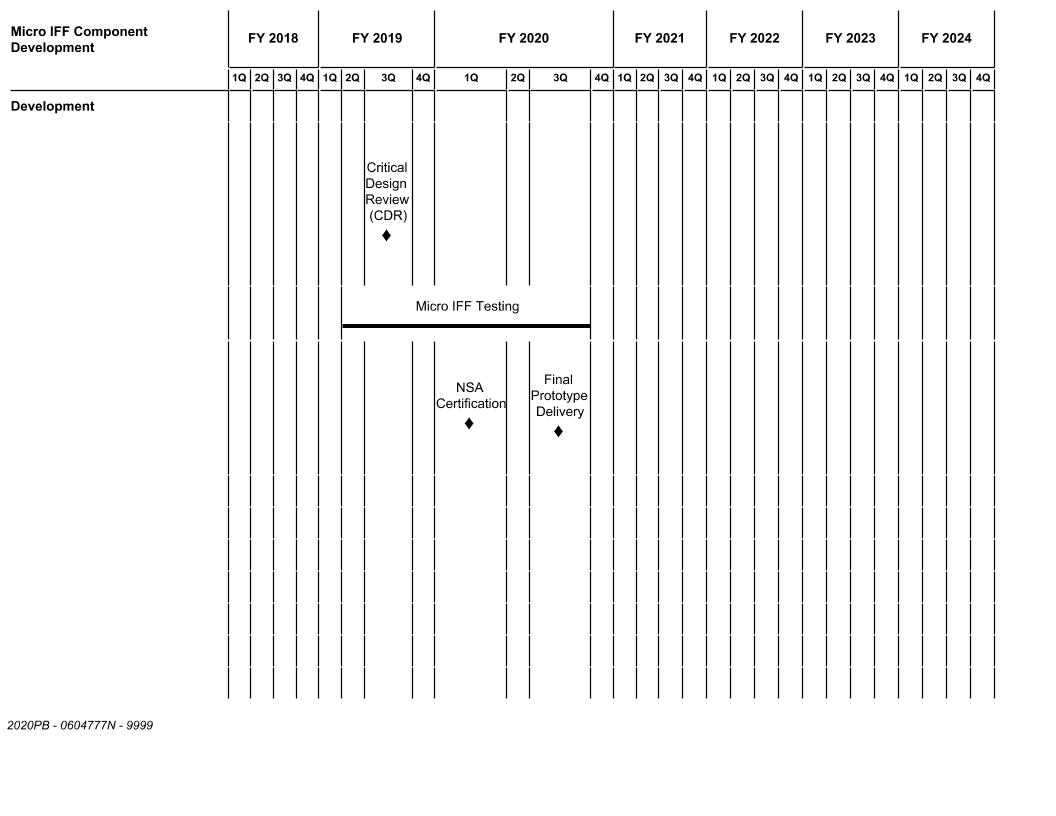 Micro IFF Component
Development
FY 2018 FY 2019 FY 2020 FY 2021 FY 2022 FY 2023 FY 2024
1Q 2Q 3Q 4Q 1Q 2Q 3Q 4Q 1Q 2Q 3Q 4Q 1Q 2Q 3Q 4Q 1Q 2Q 3Q 4Q 1Q 2Q 3Q 4Q 1Q 2Q 3Q 4Q
Development
Critical
Design
Review
(CDR)
Micro IFF Testing
NSA
Certification
Final
Prototype
Delivery
2020PB - 0604777N - 9999